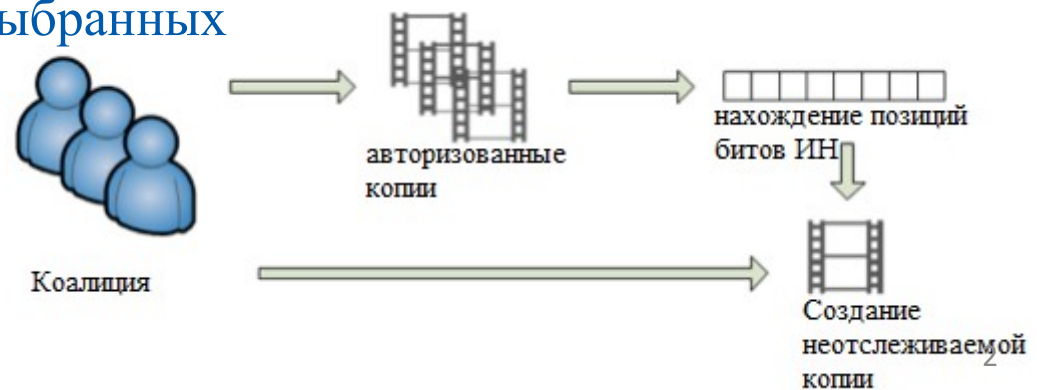 ыбранных
авторизованные
копии
нахождение позиций
битов ИН
Коалиция
Создание
неотслеживаемой
копии
2